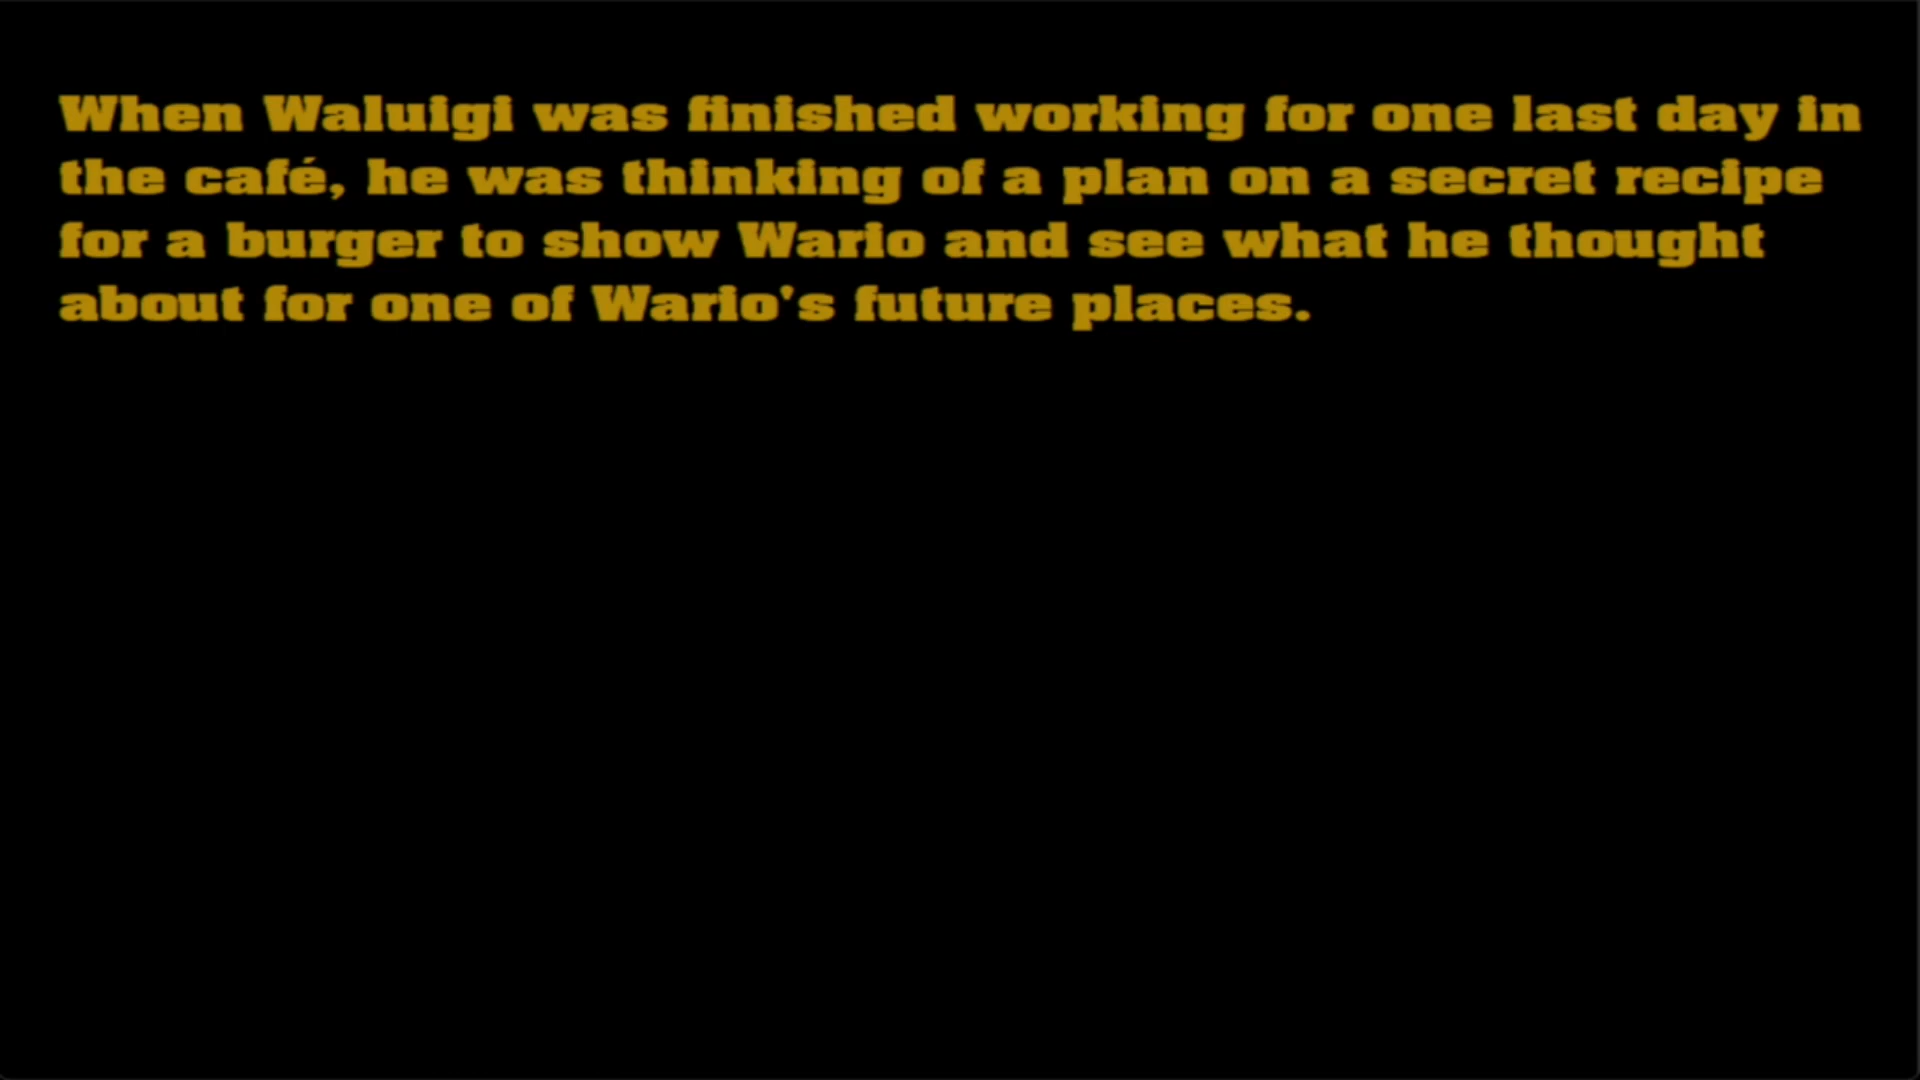 When Waluigi was finished working for one last day in
the café, he was thinking of a plan on a secret recipe
for a burger to show Wario and see what he thought
about for one of Wario's future places.